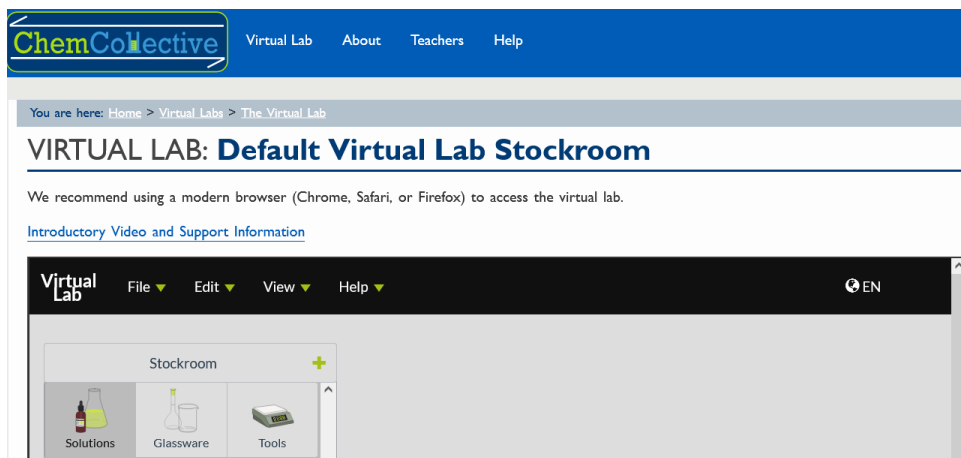 ChemCollective
Virtual Lab About Teachers Help
You are here: Home > Virtual Labs > The Virtual Lab
VIRTUAL LAB: Default Virtual Lab Stockroom
We recommend using a modern browser (Chrome, Safari, or Firefox) to access the virtual lab.
Introductory Video and Support Information
Virtual Lab File Edit View Help EN
Stockroom
Solutions Glassware Tools